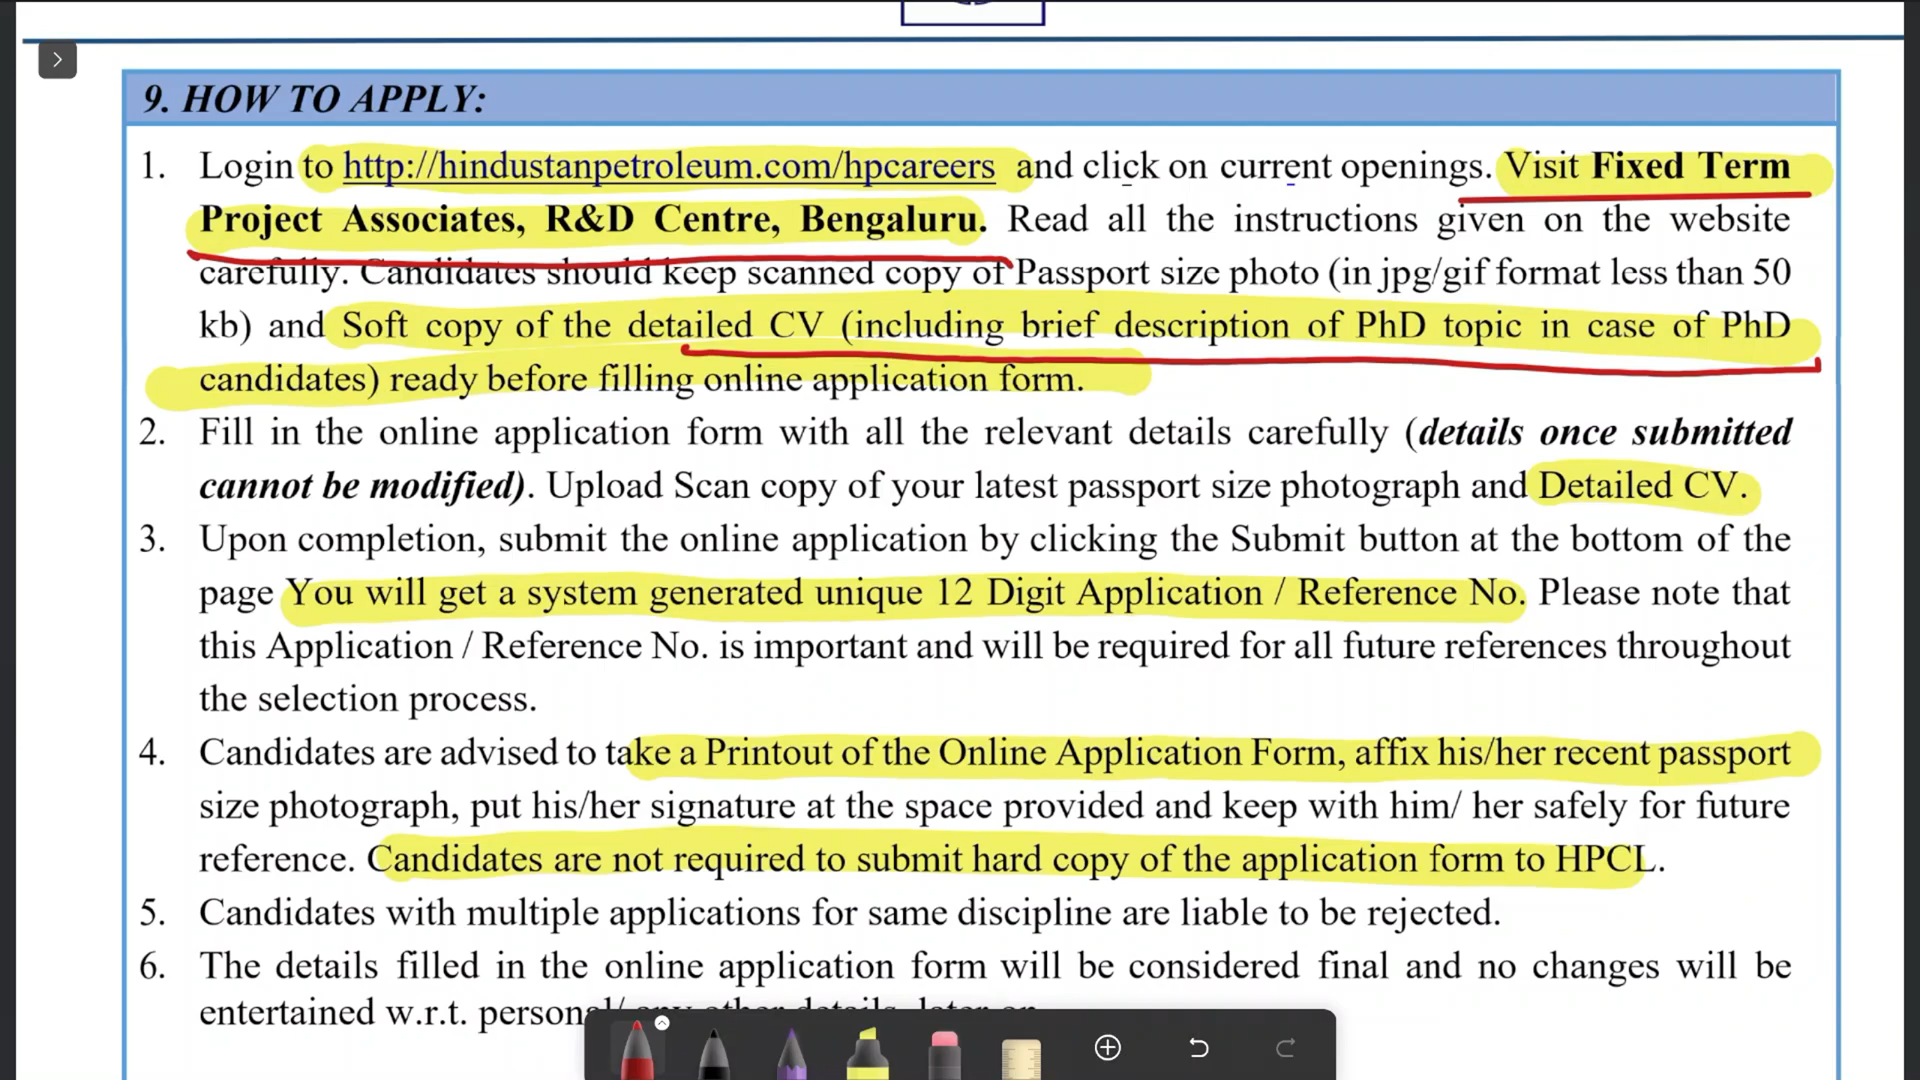 9. HOW TO APPLY:
1. Login to http://hindustanpetroleum.com/hpcareers and click on current openings. Visit Fixed Term
Project Associates, R&D Centre, Bengaluru. Read all the instructions given on the website
carefully. Candidates should keep scanned copy of Passport size photo (in jpg/gif format less than 50
kb) and Soft copy of the detailed CV (including brief description of PhD topic in case of PhD
candidates) ready before filling online application form.
2. Fill in the online application form with all the relevant details carefully (details once submitted
cannot be modified). Upload Scan copy of your latest passport size photograph and Detailed CV.
3. Upon completion, submit the online application by clicking the Submit button at the bottom of the
page You will get a system generated unique 12 Digit Application / Reference No. Please note that
this Application / Reference No. is important and will be required for all future references throughout
the selection process.
4. Candidates are advised to take a Printout of the Online Application Form, affix his/her recent passport
size photograph, put his/her signature at the space provided and keep with him/ her safely for future
reference. Candidates are not required to submit hard copy of the application form to HPCL.
5. Candidates with multiple applications for same discipline are liable to be rejected.
6. The details filled in the online application form will be considered final and no changes will be
entertained w.r.t. personal/ any other details, later on